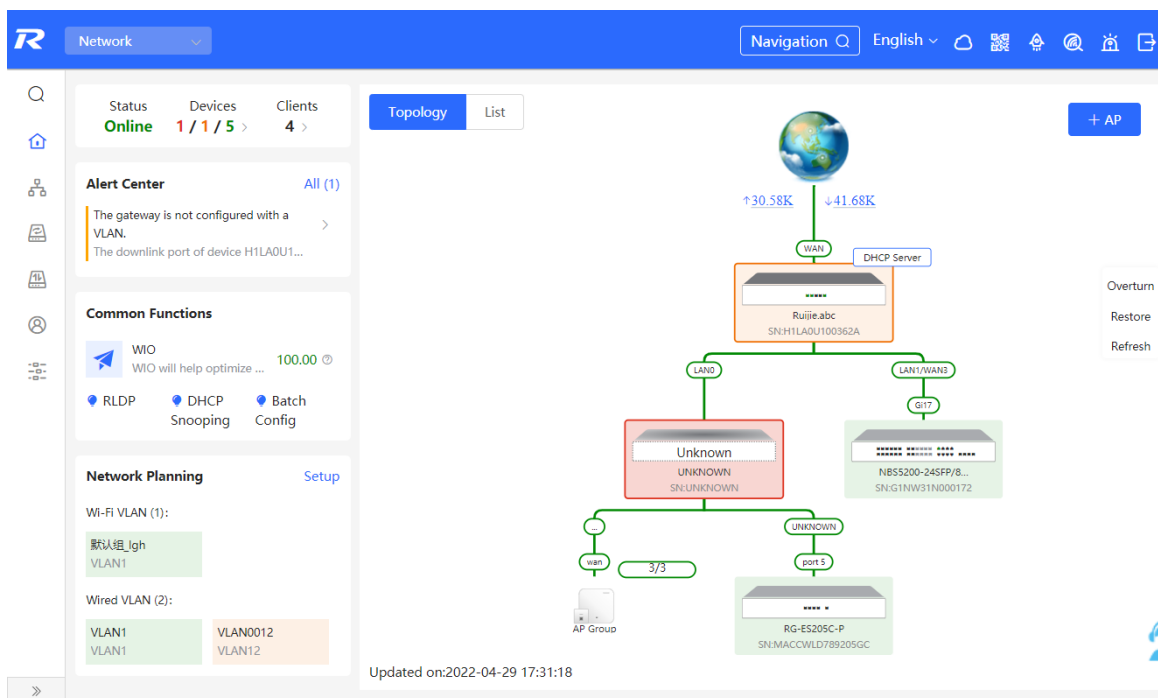 R
Network
Navigation
English
Status
Devices
Clients
Online
1 / 1 / 5 >
4 >
Alert Center
All (1)
The gateway is not configured with a
VLAN.
The downlink port of device H1LA0U1...
Common Functions
WIO
WIO will help optimize ...
100.00
RLDP
DHCP
Snooping
Batch
Config
Network Planning
Setup
Wi-Fi VLAN (1):
默认组_lgh
VLAN1
Wired VLAN (2):
VLAN1
VLAN1
VLAN0012
VLAN12
Topology
List
+ AP
↑30.58K
↓41.68K
WAN
DHCP Server
Ruijie.abc
SN:H1LA0U100362A
Overturn
Restore
Refresh
LAN0
LAN1/WAN3
Gi17
Unknown
UNKNOWN
SN:UNKNOWN
NBS5200-24SFP/8...
SN:G1NW31N000172
...
UNKNOWN
wan
3/3
port 5
AP Group
RG-ES205C-P
SN:MACCWLD789205GC
Updated on:2022-04-29 17:31:18